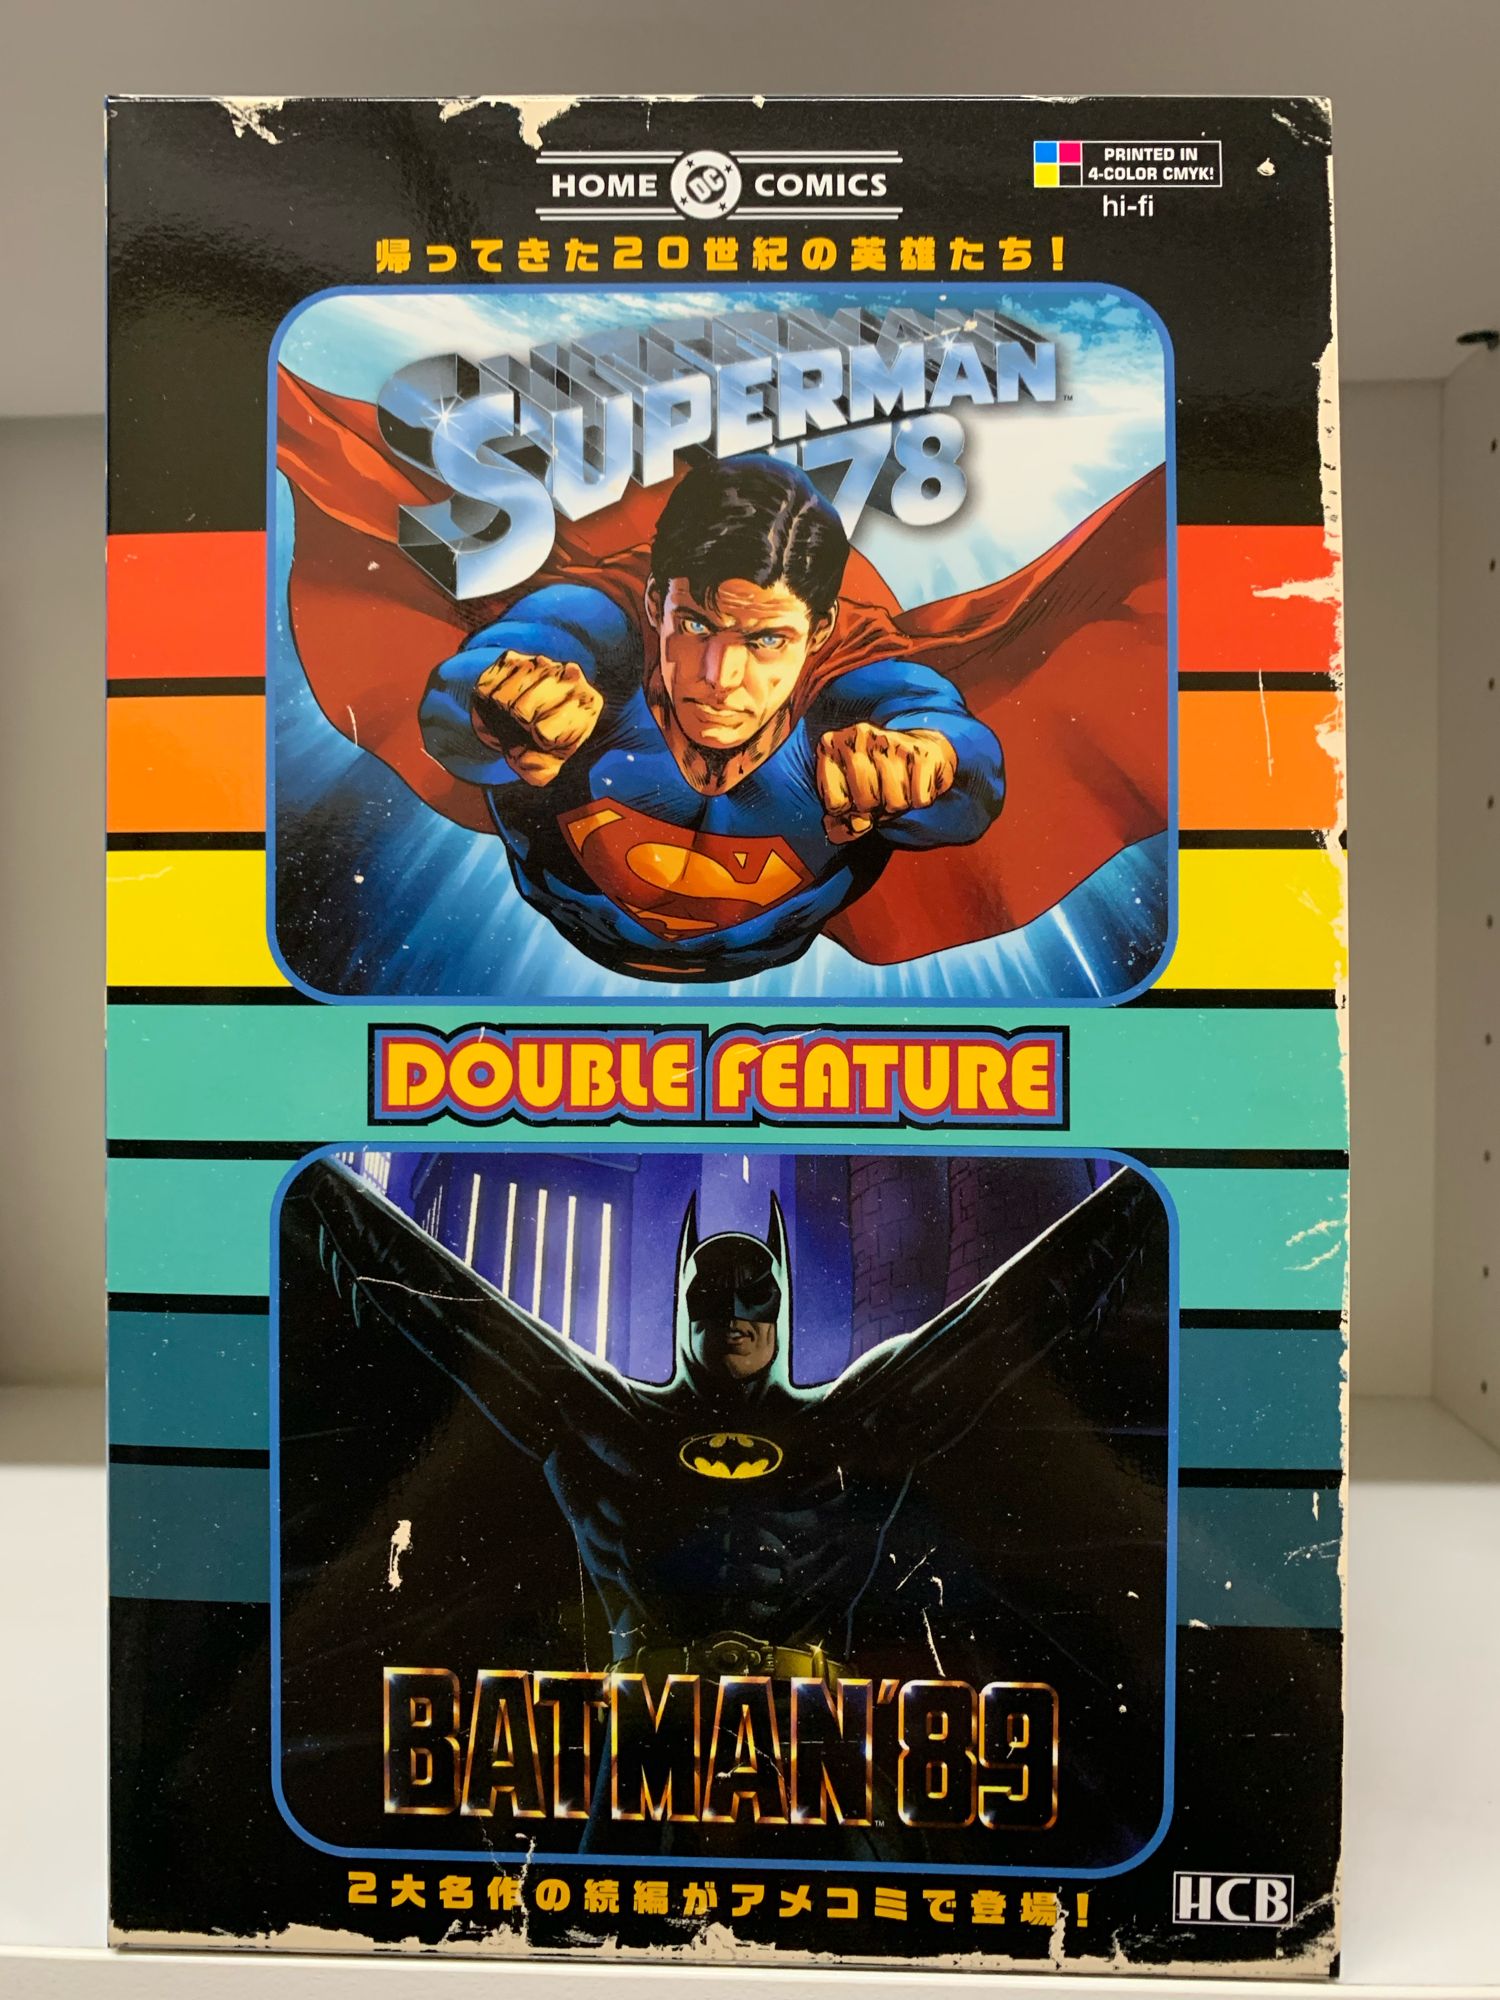 HOME DC COMICS
PRINTED IN
4-COLOR CMYK!
hi-fi
帰ってきた20世紀の英雄たち！
SUPERMAN™
'78
DOUBLE FEATURE
BATMAN'89™
2大名作の続編がアメコミで登場！
HCB